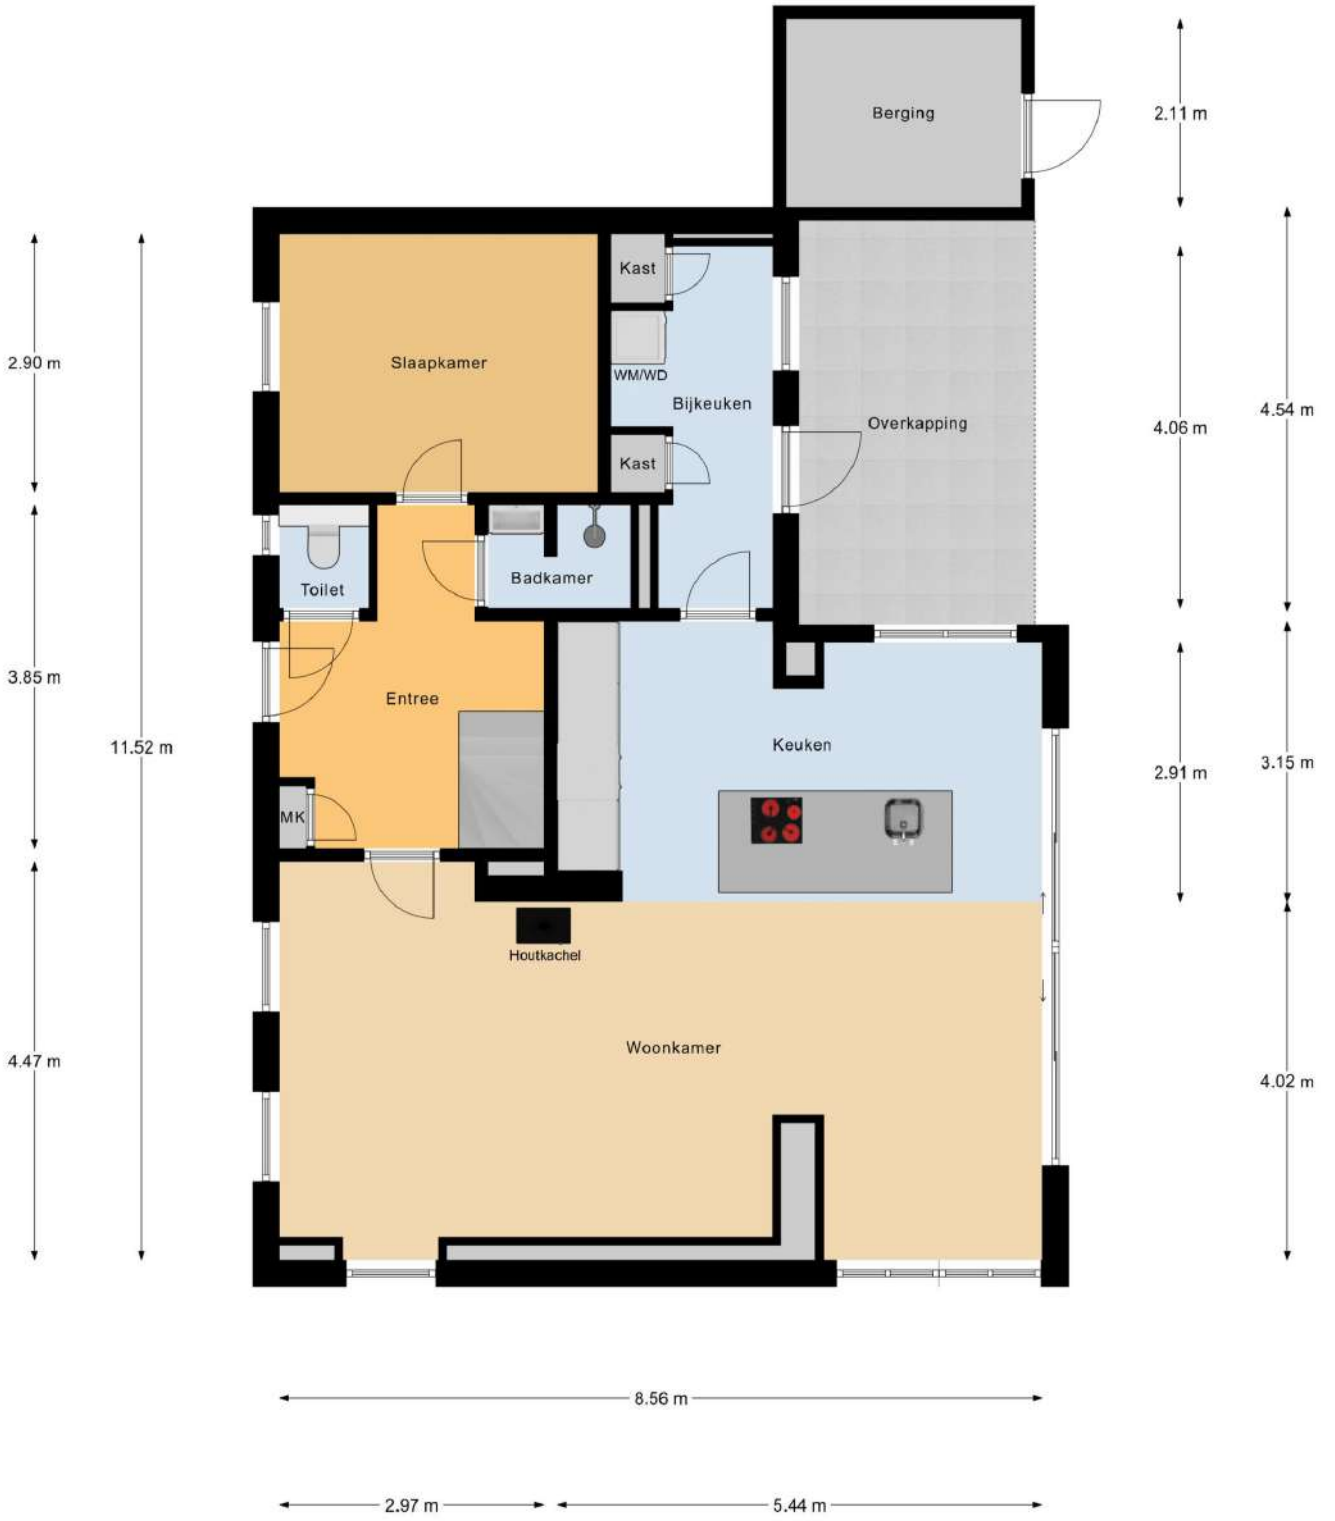 Berging
2.11 m
Kast
2.90 m
Slaapkamer
WM/WD
Bijkeuken
Overkapping
4.06 m
4.54 m
Kast
Toilet
Badkamer
3.85 m
Entree
11.52 m
Keuken
2.91 m
3.15 m
MK
Houtkachel
Woonkamer
4.47 m
4.02 m
8.56 m
2.97 m
5.44 m